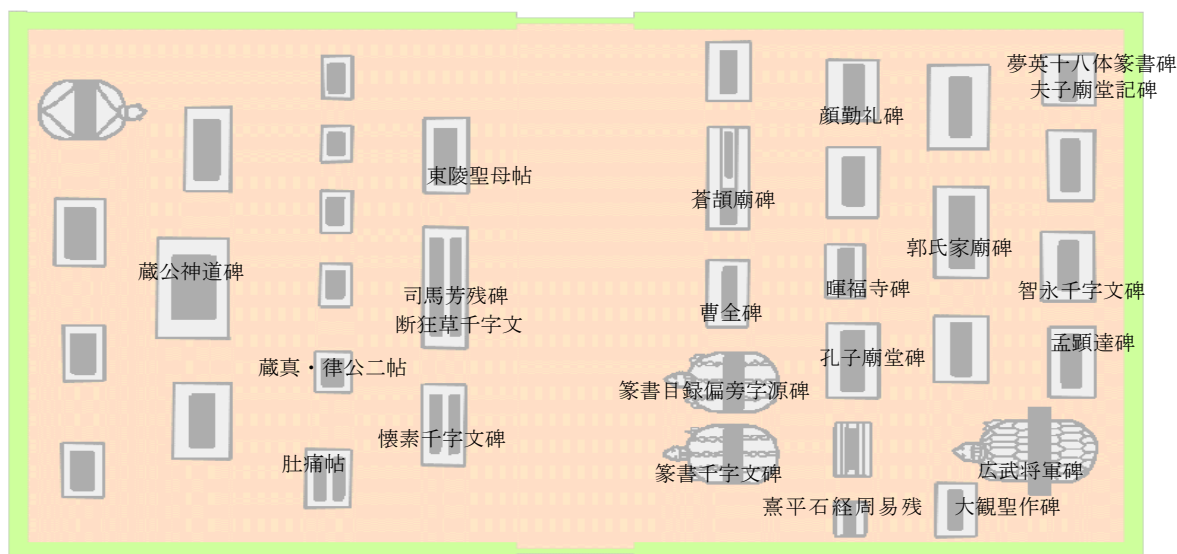 夢英十八体篆書碑
夫子廟堂記碑
顔勤礼碑
東陵聖母帖
蒼頡廟碑
郭氏家廟碑
蔵公神道碑
暉福寺碑
智永千字文碑
司馬芳残碑
断狂草千字文
曹全碑
孟顕達碑
孔子廟堂碑
蔵真・律公二帖
篆書目録偏旁字源碑
懐素千字文碑
肚痛帖
篆書千字文碑
広武将軍碑
熹平石経周易残
大観聖作碑